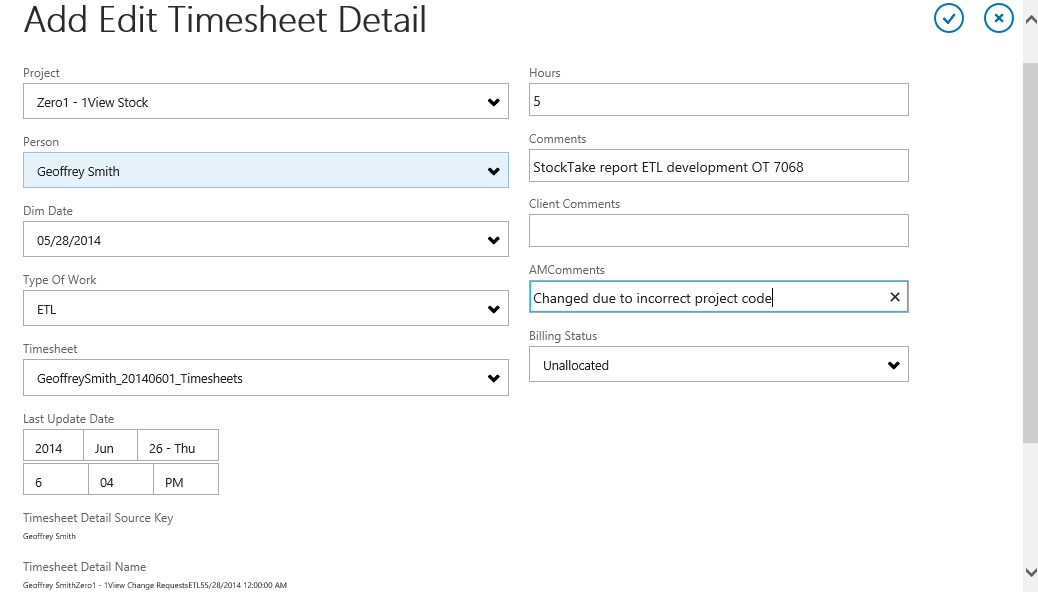 Add Edit Timesheet Detail
Project
Zero1 - 1View Stock
Person
Geoffrey Smith
Dim Date
05/28/2014
Type Of Work
ETL
Timesheet
GeoffreySmith_20140601_Timesheets
Last Update Date
2014 Jun 26 - Thu
6 04 PM
Timesheet Detail Source Key
Geoffrey Smith
Timesheet Detail Name
Geoffrey SmithZero1 - 1View Change RequestsETL55/28/2014 12:00:00 AM
Hours
5
Comments
StockTake report ETL development OT 7068
Client Comments
AMComments
Changed due to incorrect project code
Billing Status
Unallocated